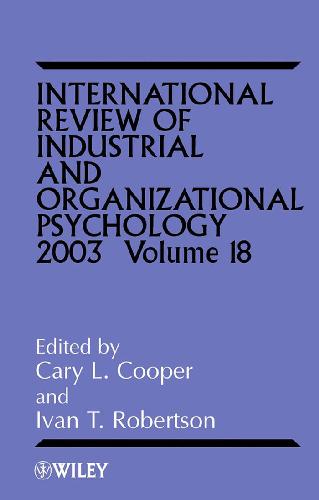 INTERNATIONAL
REVIEW OF
INDUSTRIAL
AND
ORGANIZATIONAL
PSYCHOLOGY
2003 Volume 18
Edited by
Cary L. Cooper
and
Ivan T. Robertson
WILEY